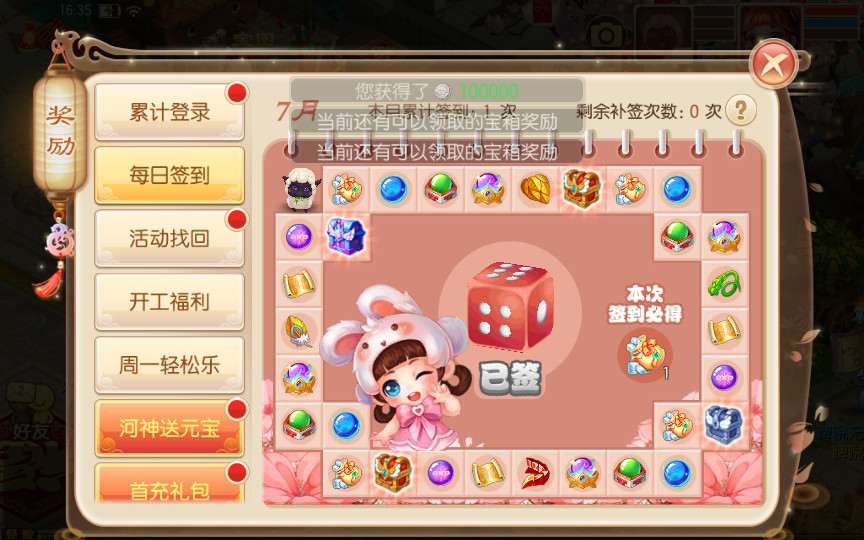 16:35
您获得了 100000
7月
本月累计签到: 1 次
剩余补签次数: 0 次
?
当前还有可以领取的宝箱奖励
当前还有可以领取的宝箱奖励
奖励
累计登录
每日签到
活动找回
开工福利
周一轻松乐
河神送元宝
首充礼包
本次
签到必得
1
已签
好友